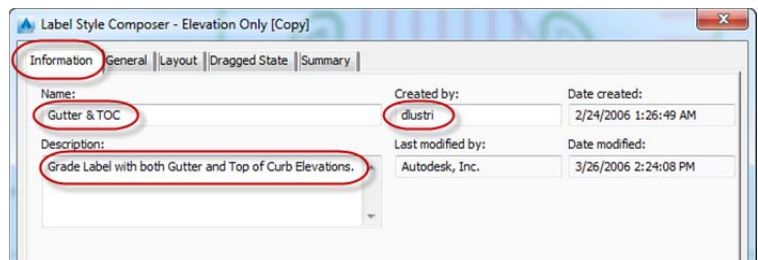 Label Style Composer - Elevation Only [Copy]
Information General Layout Dragged State Summary
Name: Created by: Date created:
Gutter & TOC dlustri 2/24/2006 1:26:49 AM
Description: Last modified by: Date modified:
Grade Label with both Gutter and Top of Curb Elevations. Autodesk, Inc. 3/26/2006 2:24:08 PM